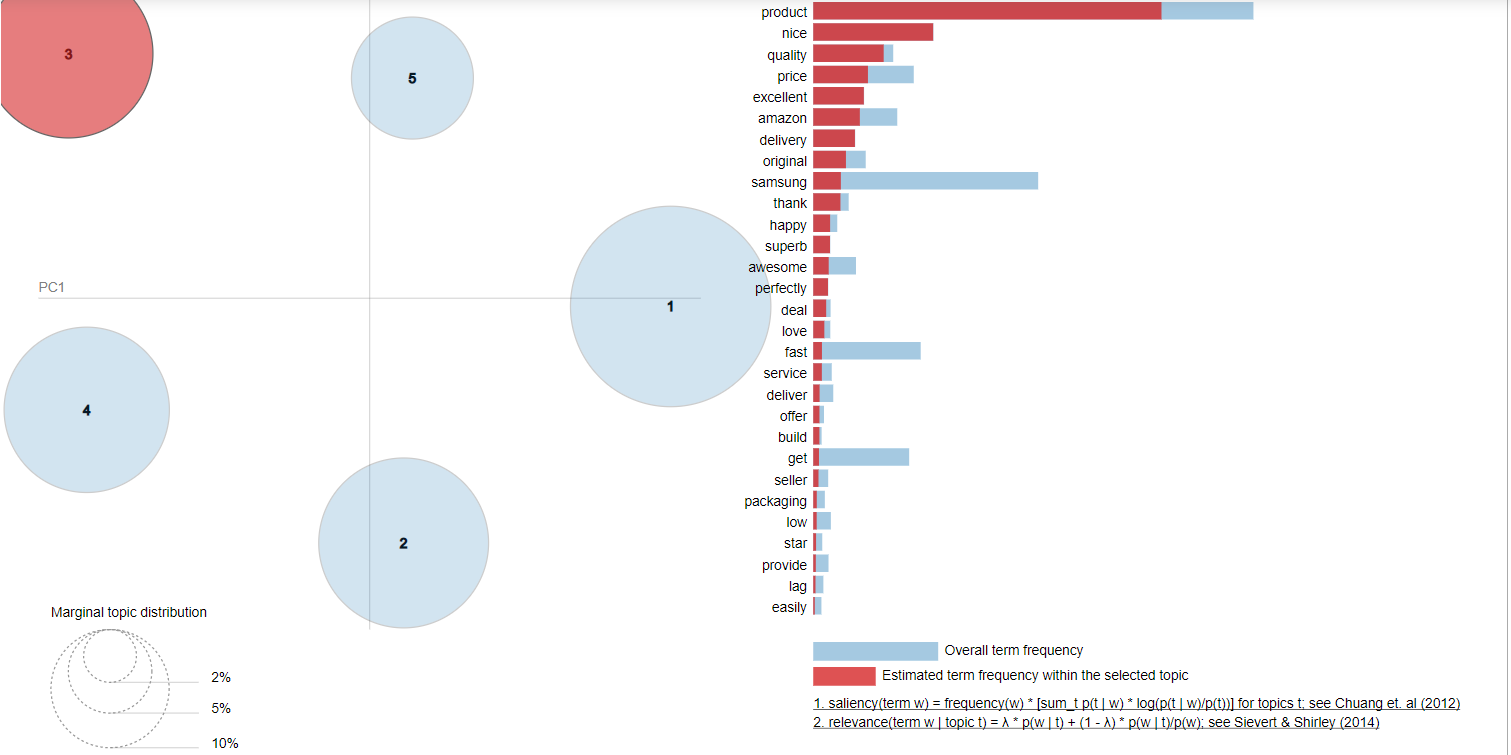 3
5
PC1
1
4
2
Marginal topic distribution
2%
5%
10%
product
nice
quality
price
excellent
amazon
delivery
original
samsung
thank
happy
superb
awesome
perfectly
deal
love
fast
service
deliver
offer
build
get
seller
packaging
low
star
provide
lag
easily
Overall term frequency
Estimated term frequency within the selected topic
1. saliency(term w) = frequency(w) * [sum_t p(t | w) * log(p(t | w)/p(t))] for topics t; see Chuang et. al (2012)
2. relevance(term w | topic t) = λ * p(w | t) + (1 - λ) * p(w | t)/p(w); see Sievert & Shirley (2014)